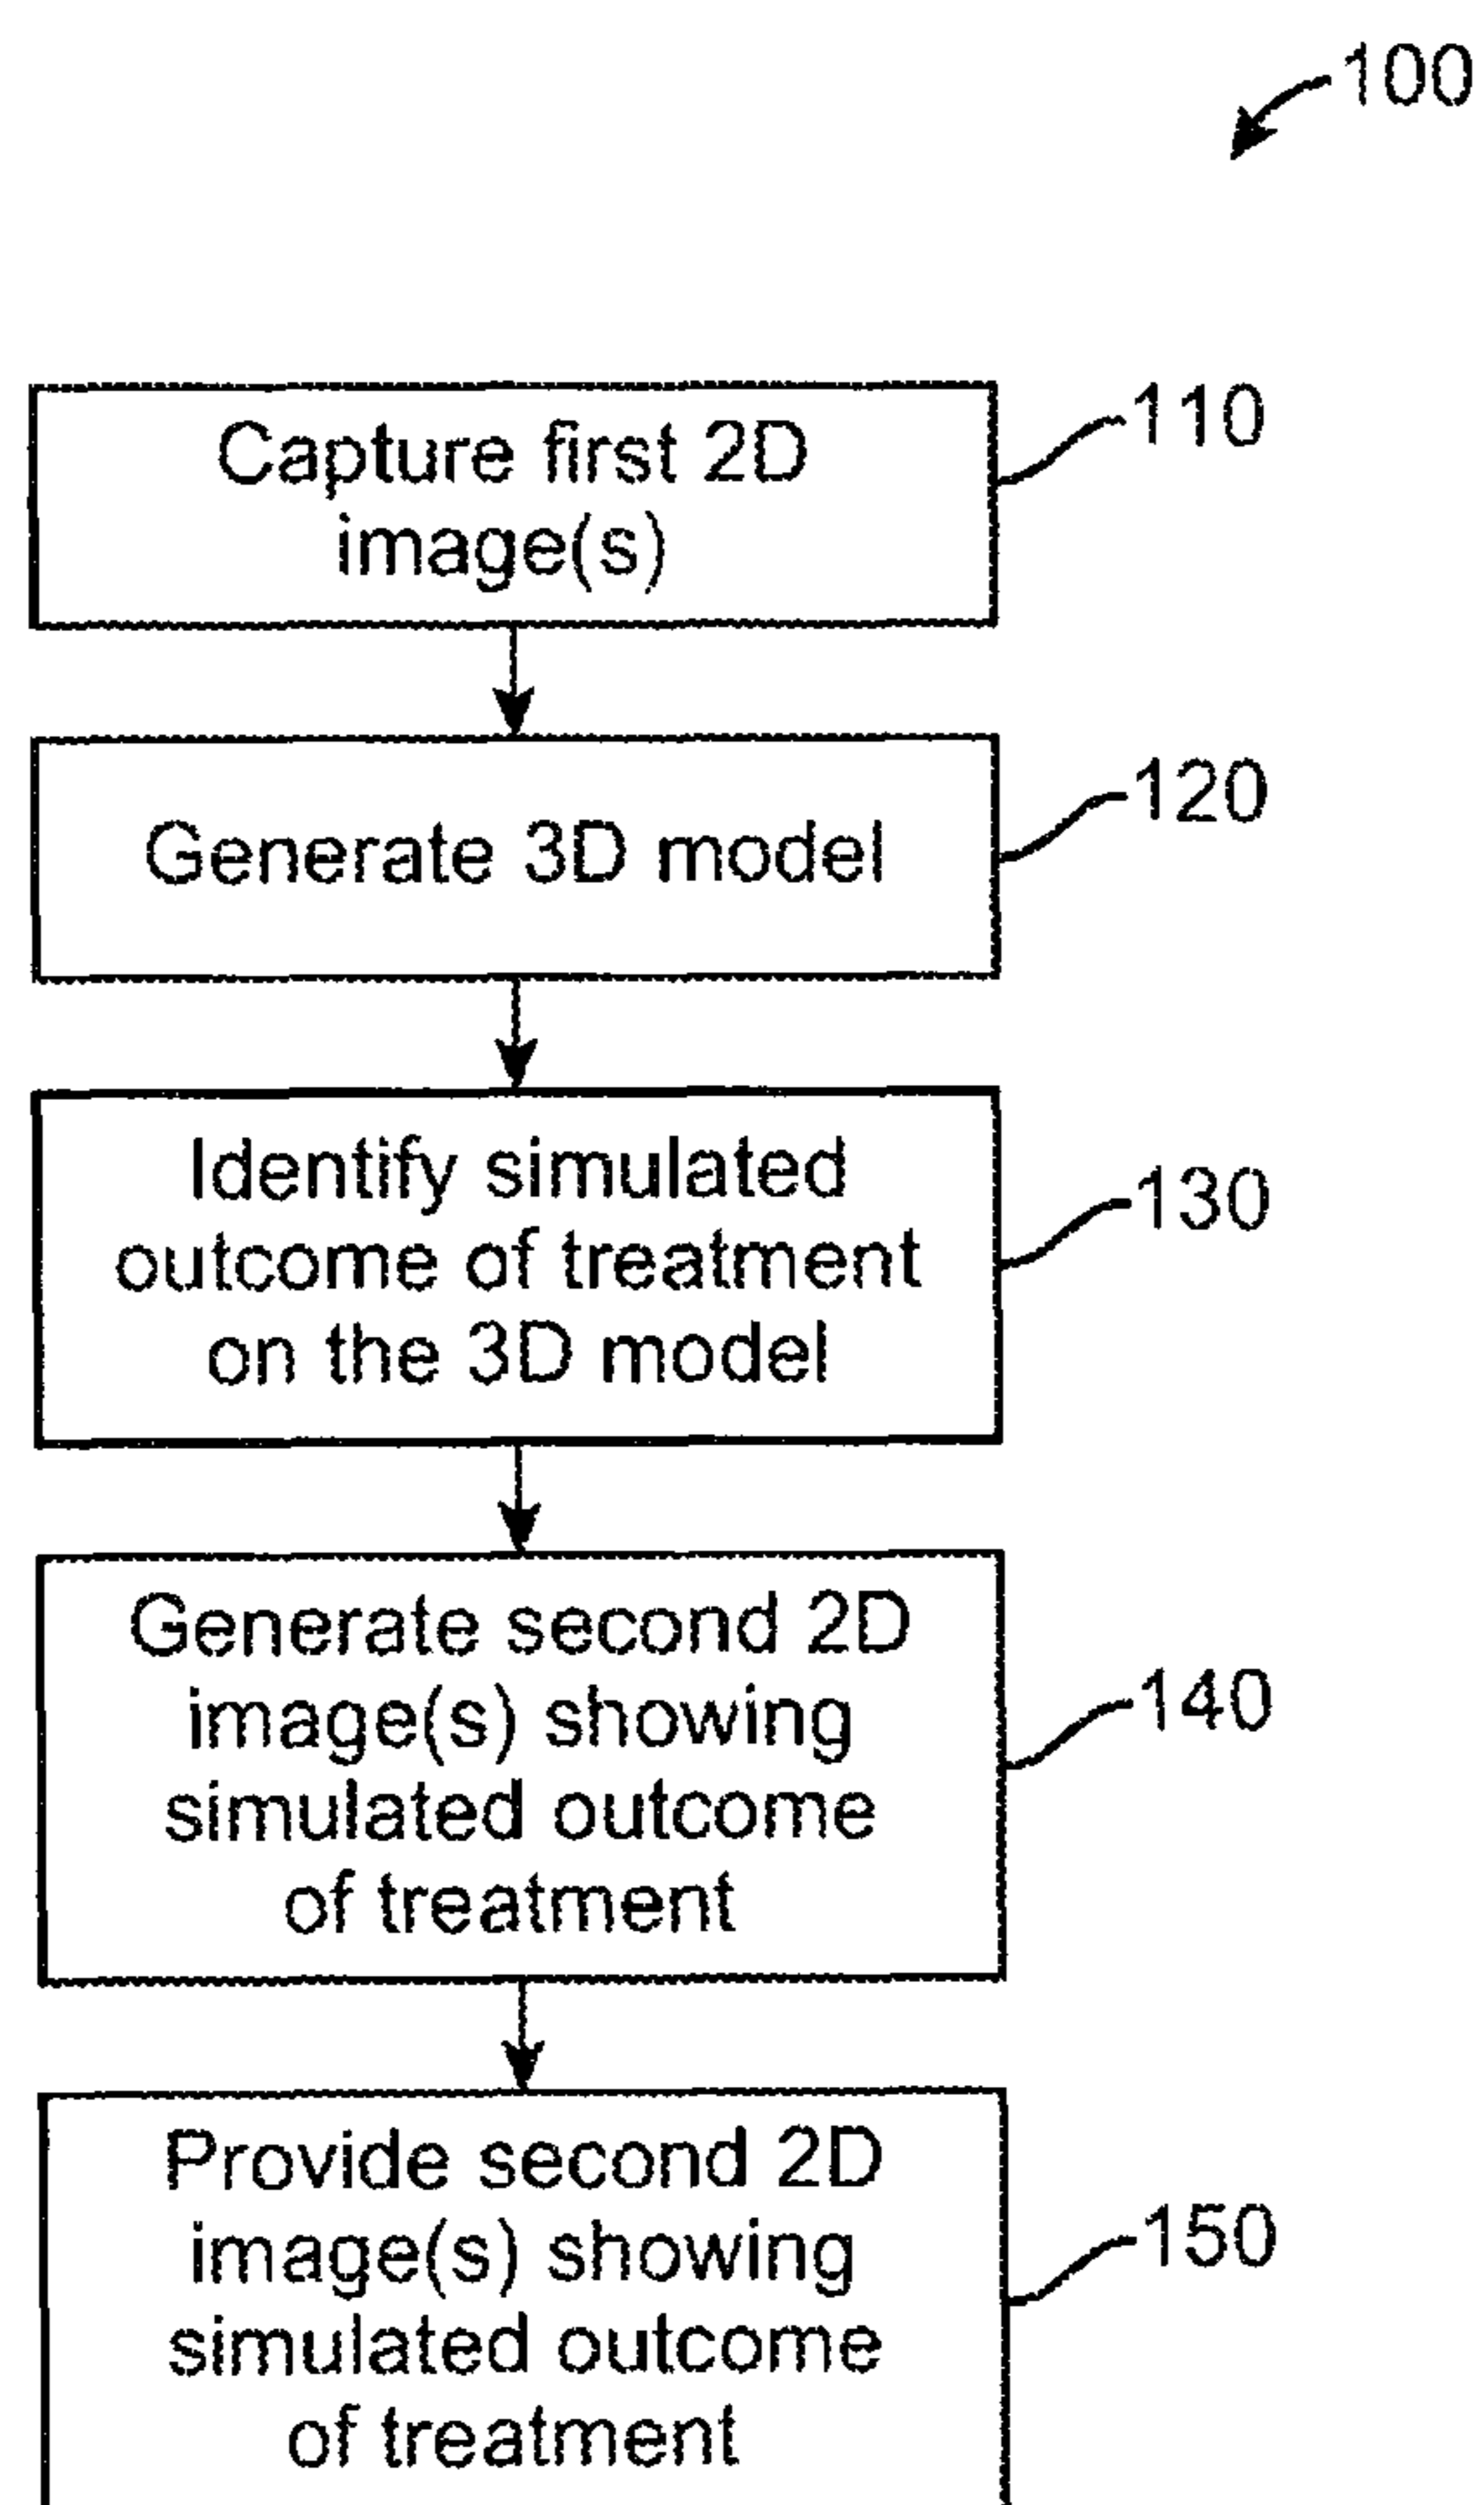 100
Capture first 2D
image(s)
110
Generate 3D model
120
Identify simulated
outcome of treatment
on the 3D model
130
Generate second 2D
image(s) showing
simulated outcome
of treatment
140
Provide second 2D
image(s) showing
simulated outcome
of treatment
150